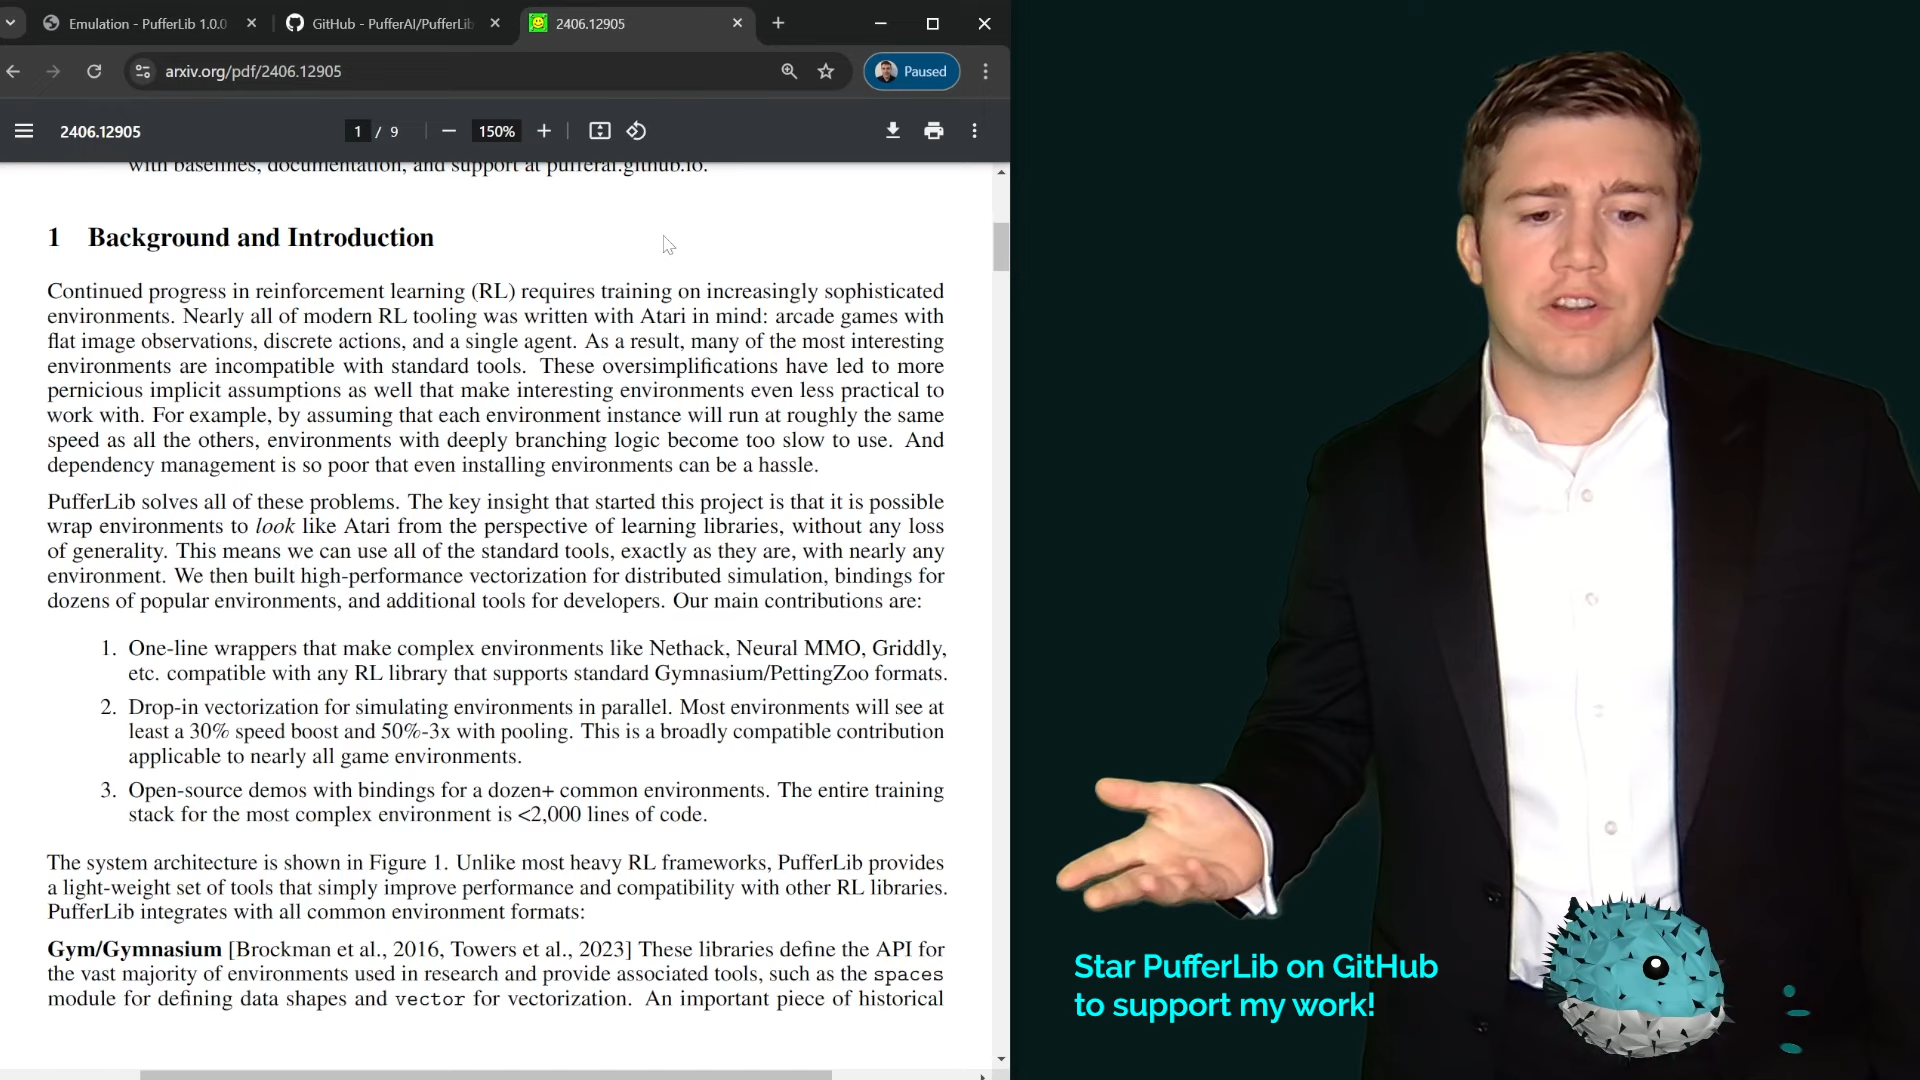 Emulation - PufferLib 1.0.0
GitHub - PufferAI/PufferLib
2406.12905
arxiv.org/pdf/2406.12905
Paused
2406.12905
1 / 9
150%
with baselines, documentation, and support at pufferai.github.io.
1 Background and Introduction
Continued progress in reinforcement learning (RL) requires training on increasingly sophisticated
environments. Nearly all of modern RL tooling was written with Atari in mind: arcade games with
flat image observations, discrete actions, and a single agent. As a result, many of the most interesting
environments are incompatible with standard tools. These oversimplifications have led to more
pernicious implicit assumptions as well that make interesting environments even less practical to
work with. For example, by assuming that each environment instance will run at roughly the same
speed as all the others, environments with deeply branching logic become too slow to use. And
dependency management is so poor that even installing environments can be a hassle.
PufferLib solves all of these problems. The key insight that started this project is that it is possible
wrap environments to look like Atari from the perspective of learning libraries, without any loss
of generality. This means we can use all of the standard tools, exactly as they are, with nearly any
environment. We then built high-performance vectorization for distributed simulation, bindings for
dozens of popular environments, and additional tools for developers. Our main contributions are:
1. One-line wrappers that make complex environments like Nethack, Neural MMO, Griddly,
etc. compatible with any RL library that supports standard Gymnasium/PettingZoo formats.
2. Drop-in vectorization for simulating environments in parallel. Most environments will see at
least a 30% speed boost and 50%-3x with pooling. This is a broadly compatible contribution
applicable to nearly all game environments.
3. Open-source demos with bindings for a dozen+ common environments. The entire training
stack for the most complex environment is <2,000 lines of code.
The system architecture is shown in Figure 1. Unlike most heavy RL frameworks, PufferLib provides
a light-weight set of tools that simply improve performance and compatibility with other RL libraries.
PufferLib integrates with all common environment formats:
Gym/Gymnasium [Brockman et al., 2016, Towers et al., 2023] These libraries define the API for
the vast majority of environments used in research and provide associated tools, such as the spaces
module for defining data shapes and vector for vectorization. An important piece of historical
Star PufferLib on GitHub
to support my work!